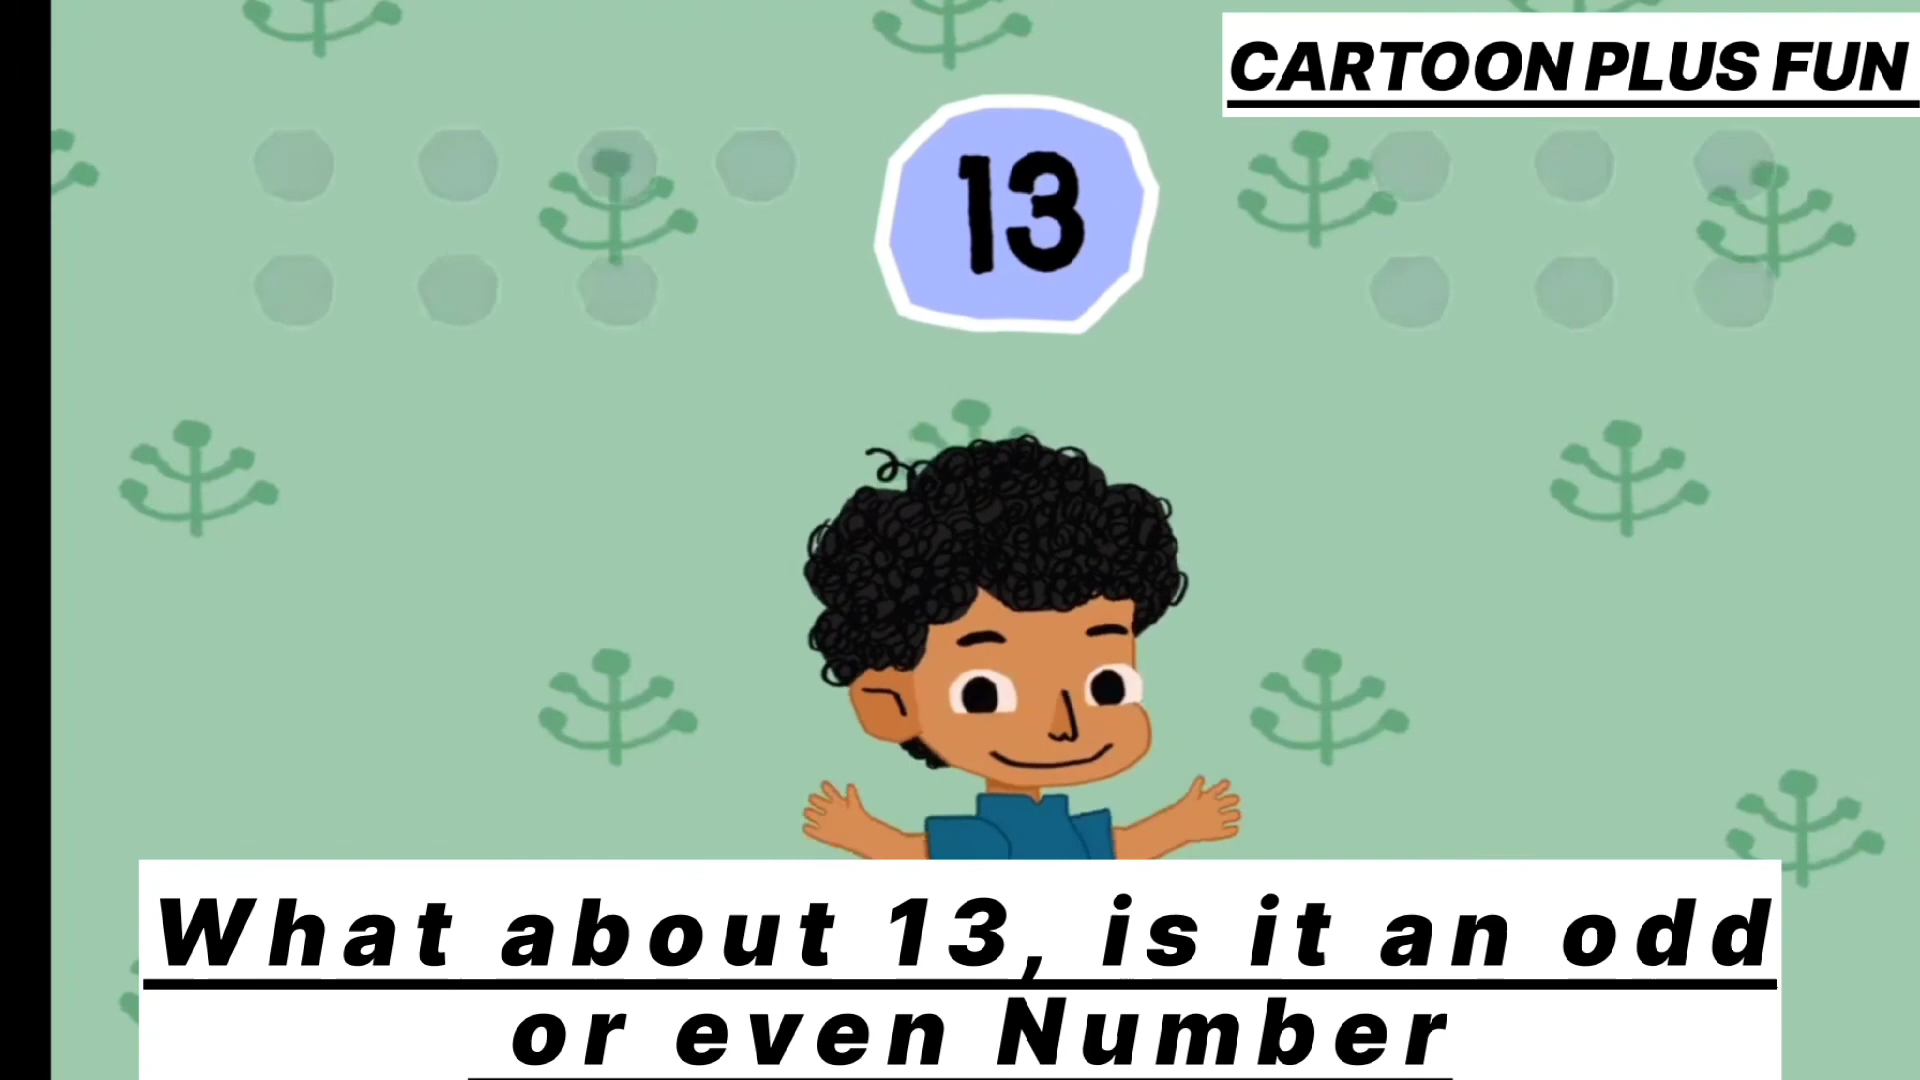 CARTOON PLUS FUN
13
What about 13, is it an odd
or even Number